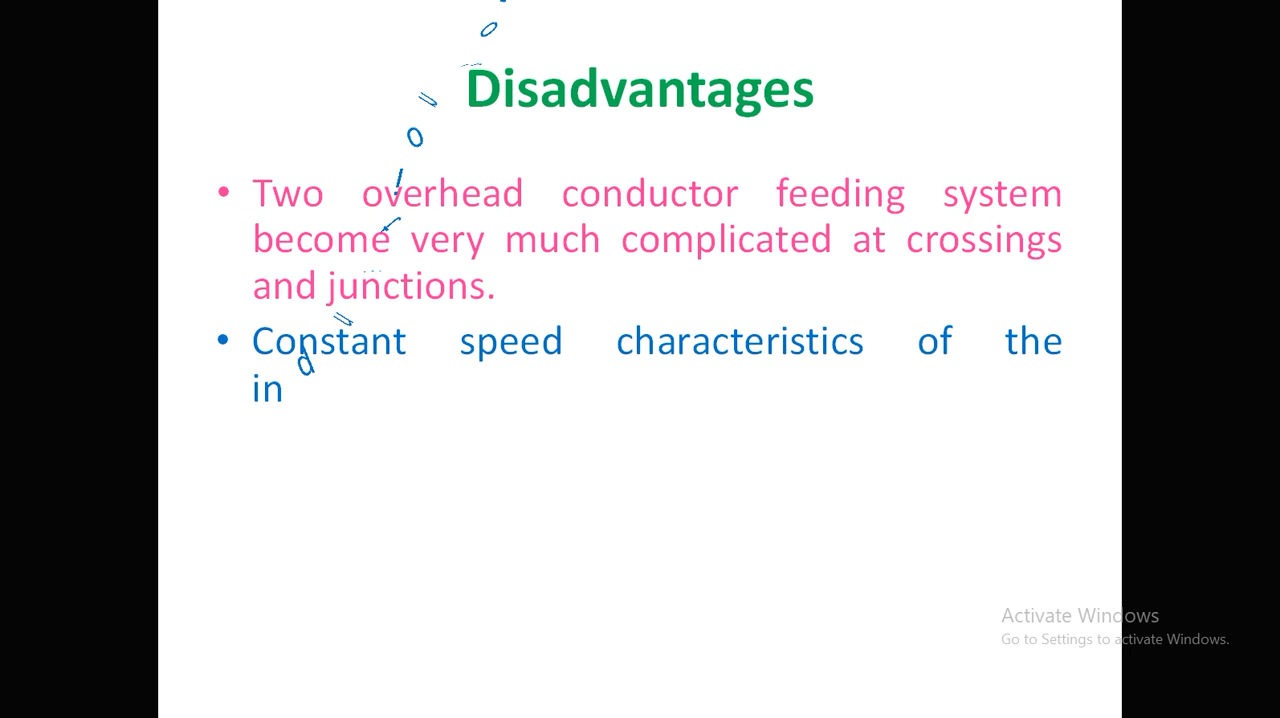 Disadvantages
• Two overhead conductor feeding system
become very much complicated at crossings
and junctions.
• Constant speed characteristics of the
in
Activate Windows
Go to Settings to activate Windows.